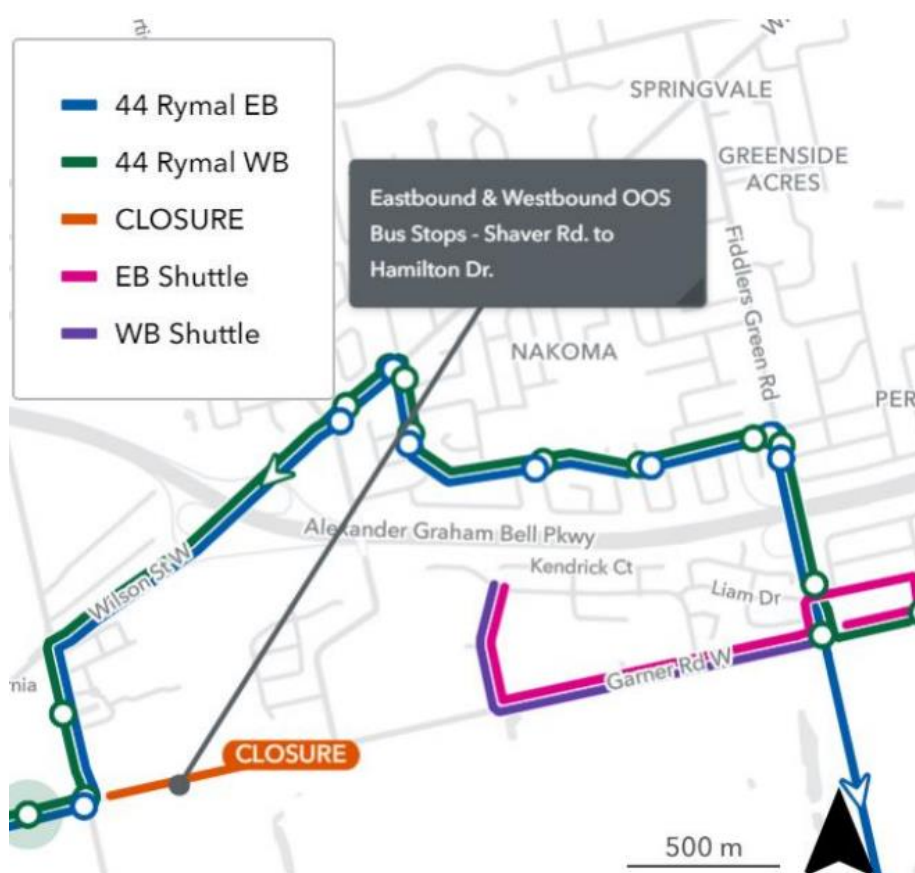 44 Rymal EB
44 Rymal WB
CLOSURE
EB Shuttle
WB Shuttle
SPRINGVALE
GREENSIDE
ACRES
Eastbound & Westbound OOS
Bus Stops - Shaver Rd. to
Hamilton Dr.
Fiddlers Green Rd
NAKOMA
PER
Alexander Graham Bell Pkwy
Kendrick Ct
Liam Dr
Wilson St W
Garner Rd W
nia
CLOSURE
500 m